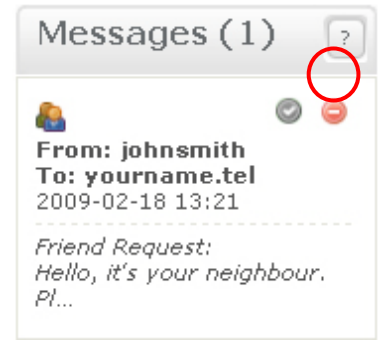 Messages (1) ?
From: johnsmith
To: yourname.tel
2009-02-18 13:21
Friend Request:
Hello, it's your neighbour.
Pl...